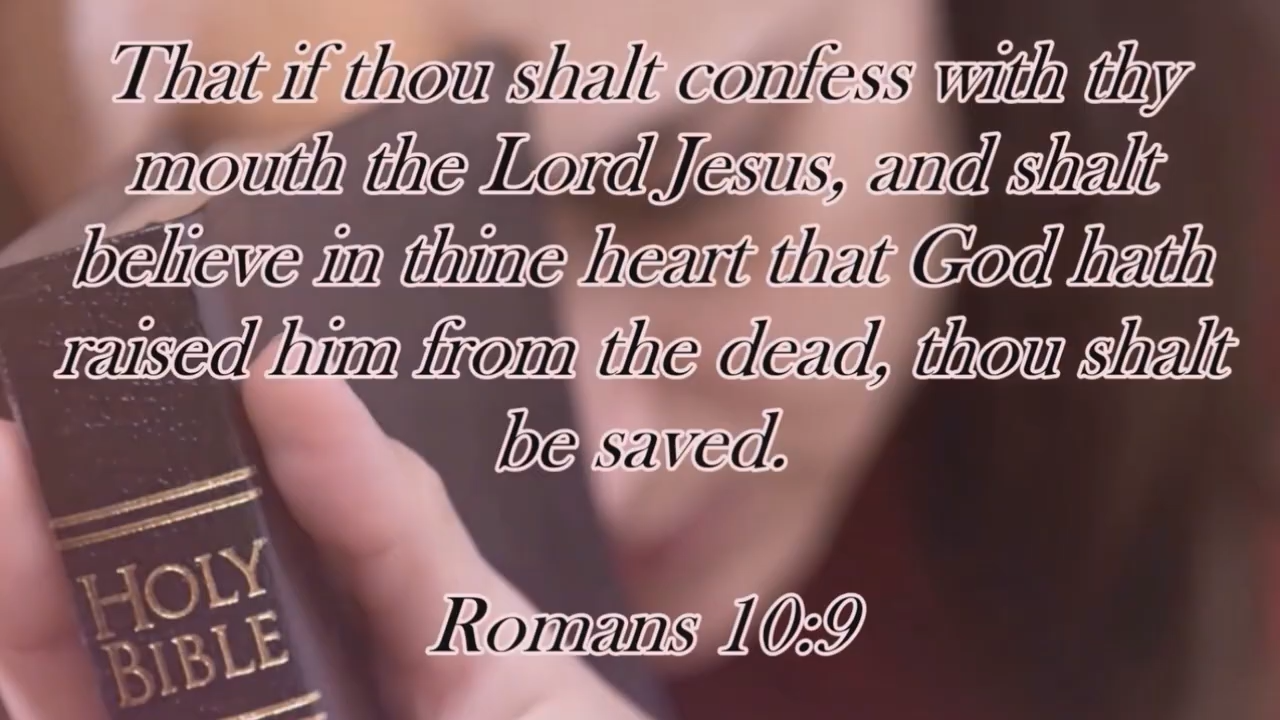 That if thou shalt confess with thy
mouth the Lord Jesus, and shalt
believe in thine heart that God hath
raised him from the dead, thou shalt
be saved.
Romans 10:9
HOLY
BIBLE